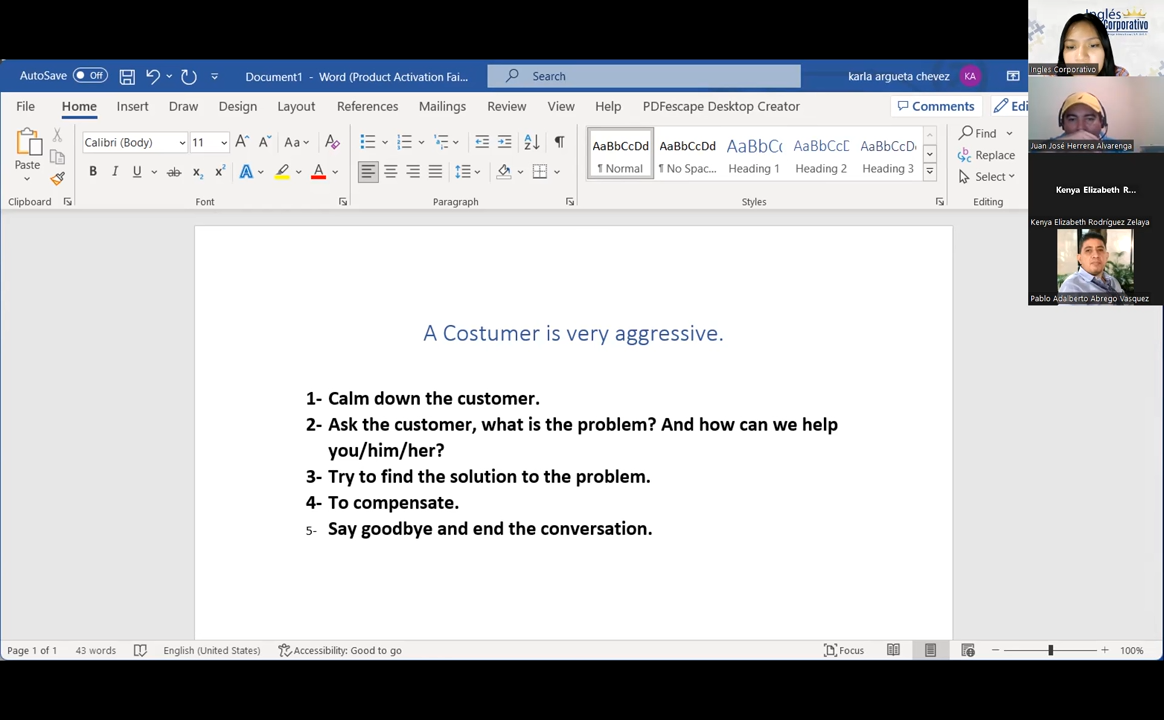 AutoSave Off
Document1 - Word (Product Activation Fai...
Search
karla argueta chevez KA
File Home Insert Draw Design Layout References Mailings Review View Help PDFescape Desktop Creator Comments Edi
Paste
Calibri (Body) 11
Clipboard Font Paragraph Styles Editing
AaBbCcDd
¶ Normal
AaBbCcDd
¶ No Spac...
AaBbCc
Heading 1
AaBbCcD
Heading 2
AaBbCcD
Heading 3
Find
Replace
Select
Inglés
Corporativo
Ingles Corporativo
Juan José Herrera Alvarenga
Kenya Elizabeth R...
Kenya Elizabeth Rodríguez Zelaya
Pablo Adalberto Abrego Vasquez
A Costumer is very aggressive.
1- Calm down the customer.
2- Ask the customer, what is the problem? And how can we help
you/him/her?
3- Try to find the solution to the problem.
4- To compensate.
5- Say goodbye and end the conversation.
Page 1 of 1 43 words English (United States) Accessibility: Good to go Focus 100%